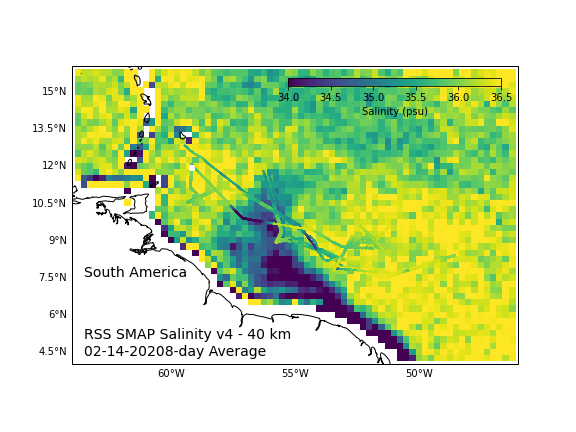 34.0 34.5 35.0 35.5 36.0 36.5
Salinity (psu)
15°N
13.5°N
12°N
10.5°N
9°N
7.5°N
6°N
4.5°N
South America
RSS SMAP Salinity v4 - 40 km
02-14-20208-day Average
60°W 55°W 50°W